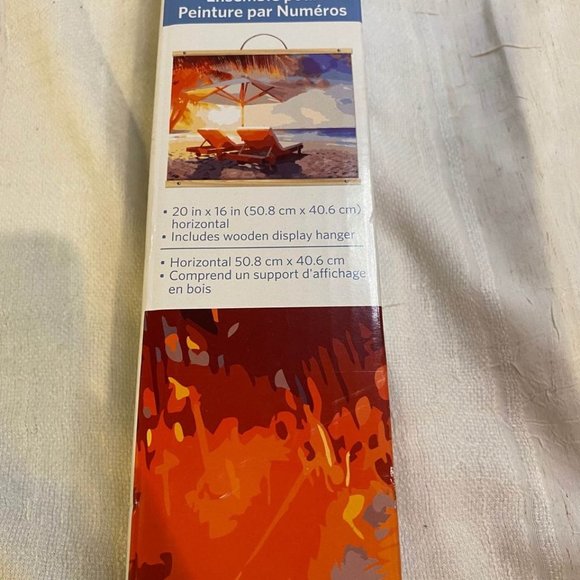 Peinture par Numéros
• 20 in x 16 in (50.8 cm x 40.6 cm)
horizontal
• Includes wooden display hanger
• Horizontal 50.8 cm x 40.6 cm
• Comprend un support d'affichage
en bois